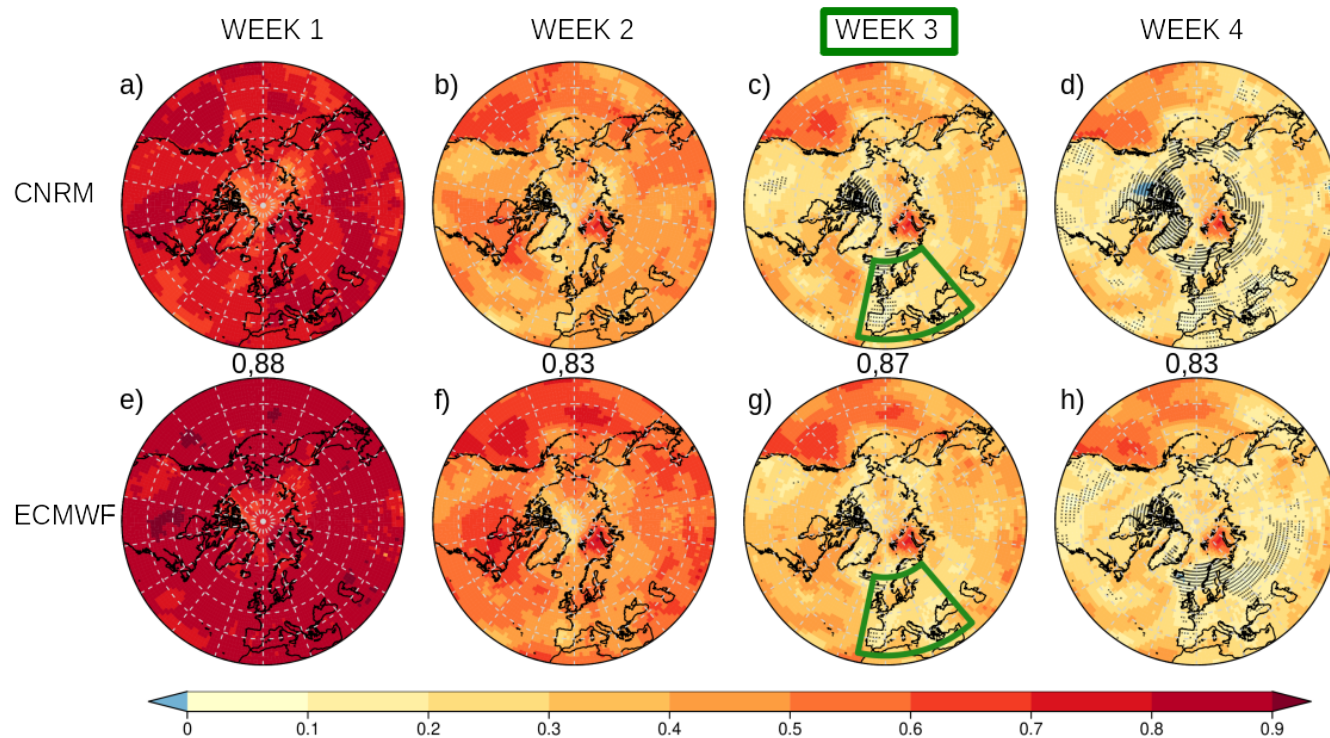 WEEK 1 WEEK 2 WEEK 3 WEEK 4
a) b) c) d)
CNRM
0,88 0,83 0,87 0,83
e) f) g) h)
ECMWF
0 0.1 0.2 0.3 0.4 0.5 0.6 0.7 0.8 0.9